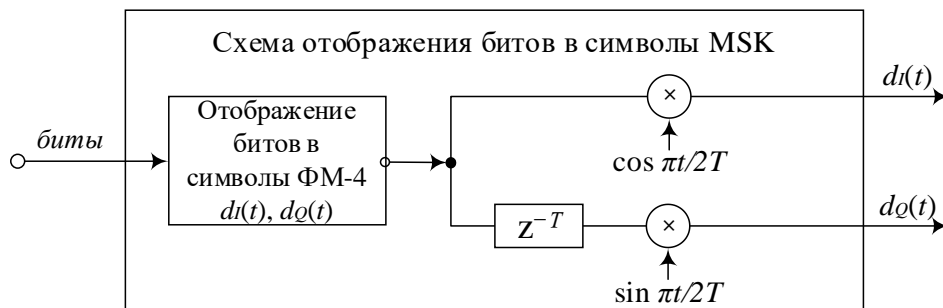 Схема отображения битов в символы MSK
биты
Отображение
битов в
символы ФМ-4
dI(t), dQ(t)
×
cos πt/2T
dI(t)
z⁻ᵀ
×
sin πt/2T
dQ(t)